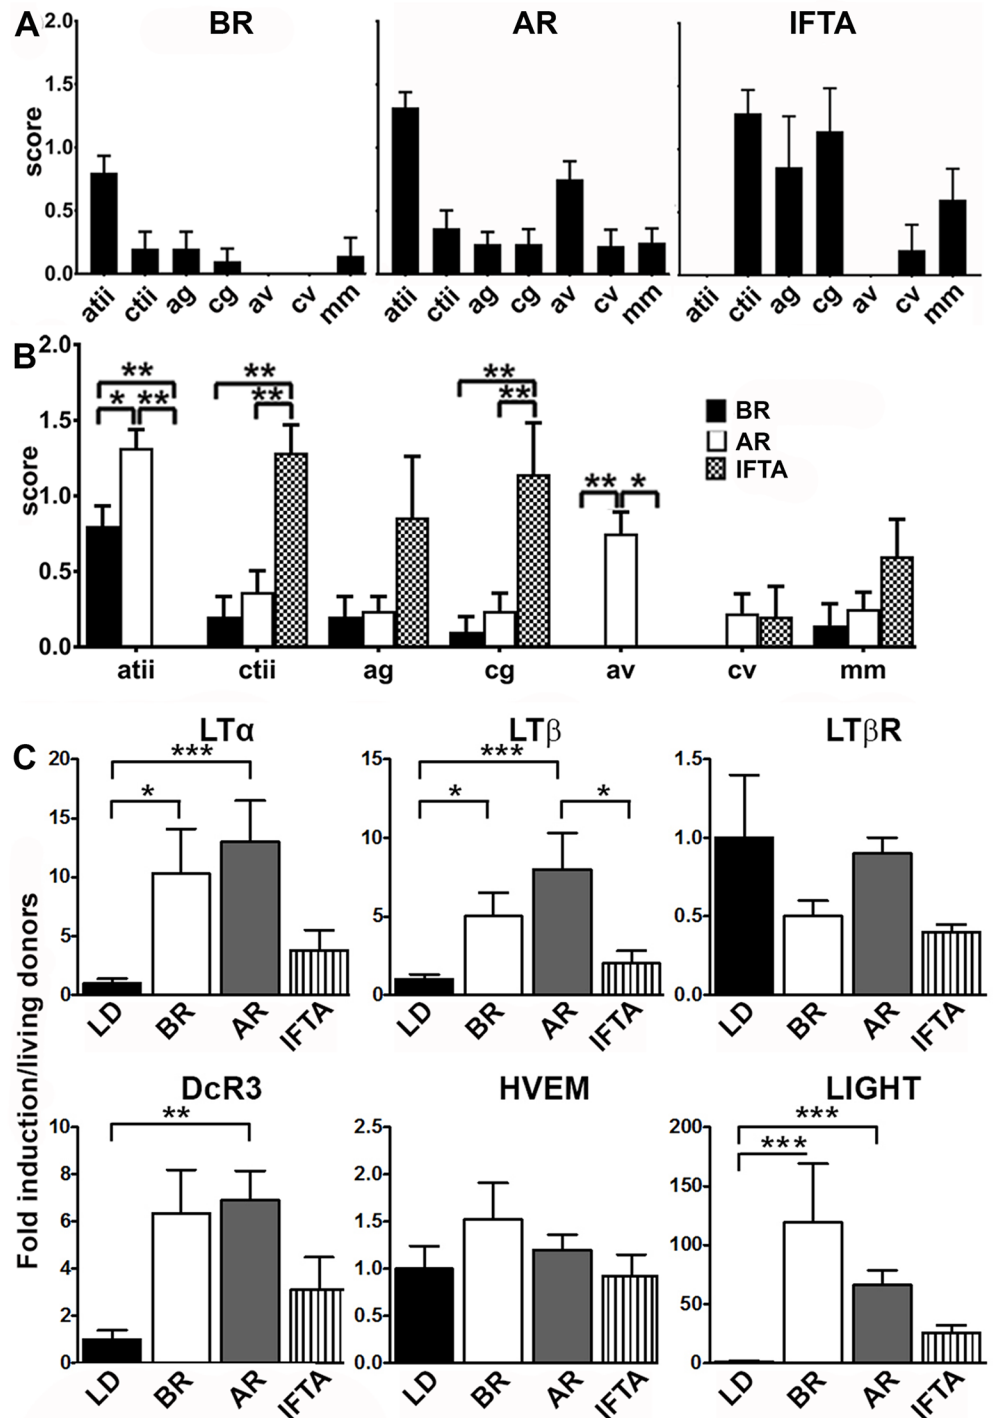 A BR AR IFTA
score
2.0
1.5
1.0
0.5
0.0
atii ctii ag cg av cv mm atii ctii ag cg av cv mm atii ctii ag cg av cv mm
B
score
2.0
1.5
1.0
0.5
0.0
** * **
** **
** **
** *
BR
AR
IFTA
atii ctii ag cg av cv mm
C
Fold induction/living donors
LTα
20
15
10
5
0
***
*
LD BR AR IFTA
LTβ
15
10
5
0
***
* *
LD BR AR IFTA
LTβR
1.5
1.0
0.5
0.0
LD BR AR IFTA
DcR3
10
8
6
4
2
0
**
LD BR AR IFTA
HVEM
2.5
2.0
1.5
1.0
0.5
0.0
LD BR AR IFTA
LIGHT
200
150
100
50
0
***
***
LD BR AR IFTA